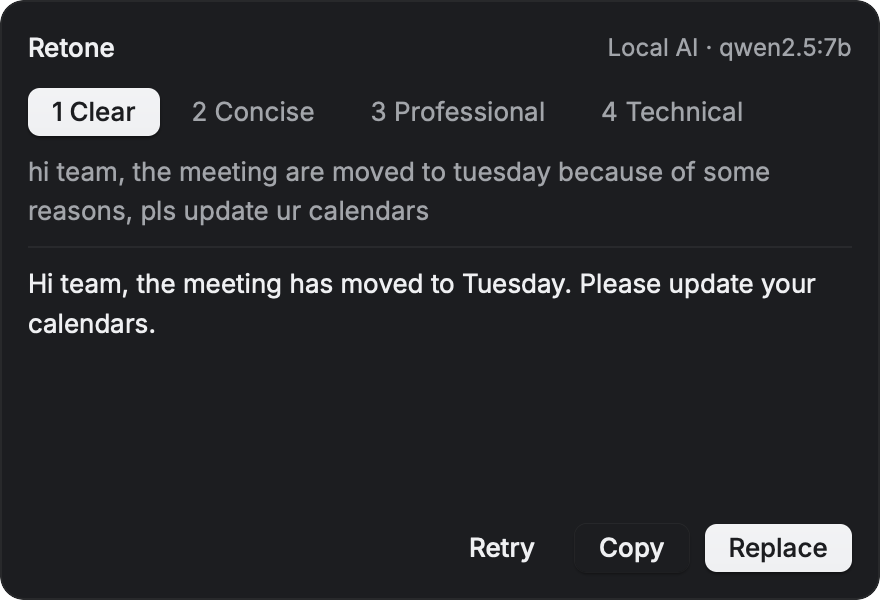 Retone
Local AI · qwen2.5:7b
1 Clear
2 Concise
3 Professional
4 Technical
hi team, the meeting are moved to tuesday because of some
reasons, pls update ur calendars
Hi team, the meeting has moved to Tuesday. Please update your
calendars.
Retry
Copy
Replace